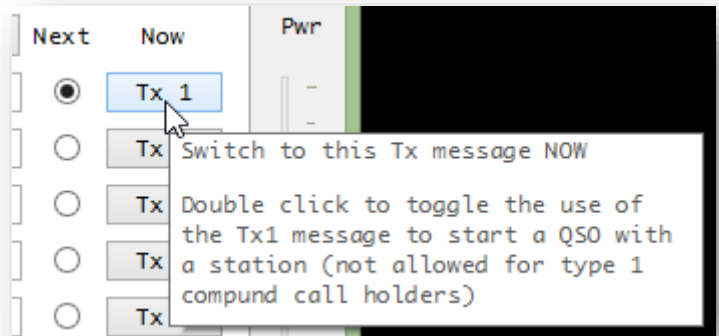 Next Now Pwr
Tx 1
Tx
Switch to this Tx message NOW
Tx
Double click to toggle the use of
the Tx1 message to start a QSO with
Tx
a station (not allowed for type 1
compund call holders)
Tx